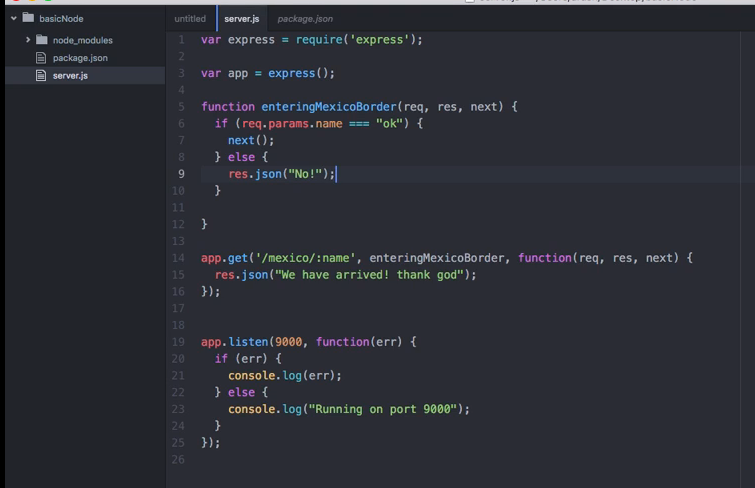 basicNode
node_modules
package.json
server.js
untitled
server.js
package.json
1 var express = require('express');
2
3 var app = express();
4
5 function enteringMexicoBorder(req, res, next) {
6 if (req.params.name === "ok") {
7 next();
8 } else {
9 res.json("No!");
10 }
11
12 }
13
14 app.get('/mexico/:name', enteringMexicoBorder, function(req, res, next) {
15 res.json("We have arrived! thank god");
16 });
17
18
19 app.listen(9000, function(err) {
20 if (err) {
21 console.log(err);
22 } else {
23 console.log("Running on port 9000");
24 }
25 });
26